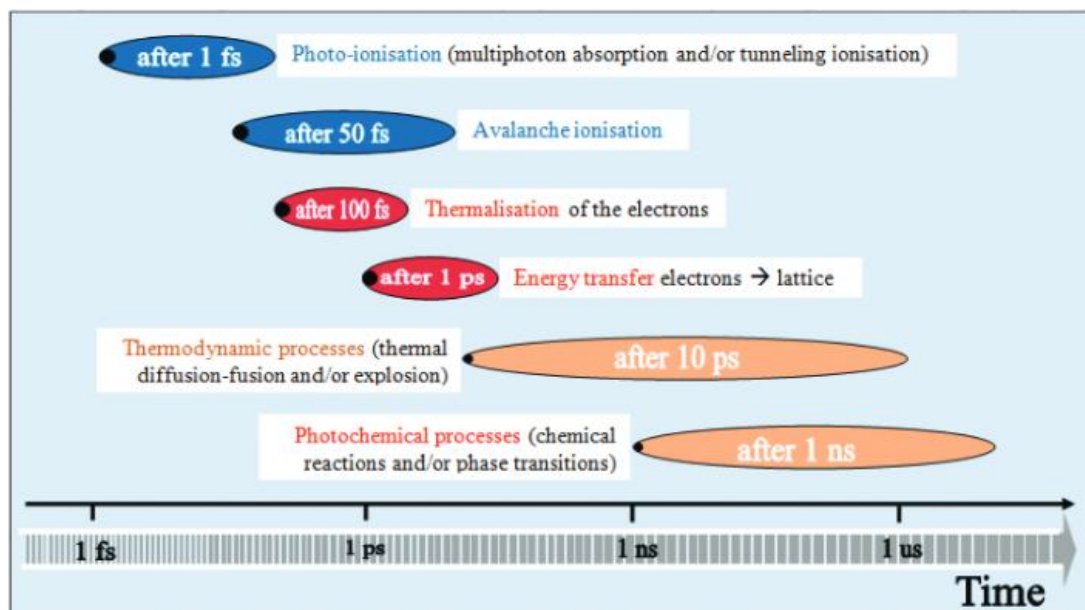 after 1 fs Photo-ionisation (multiphoton absorption and/or tunneling ionisation)
after 50 fs Avalanche ionisation
after 100 fs Thermalisation of the electrons
after 1 ps Energy transfer electrons → lattice
Thermodynamic processes (thermal
diffusion-fusion and/or explosion)
after 10 ps
Photochemical processes (chemical
reactions and/or phase transitions)
after 1 ns
1 fs 1 ps 1 ns 1 us
Time